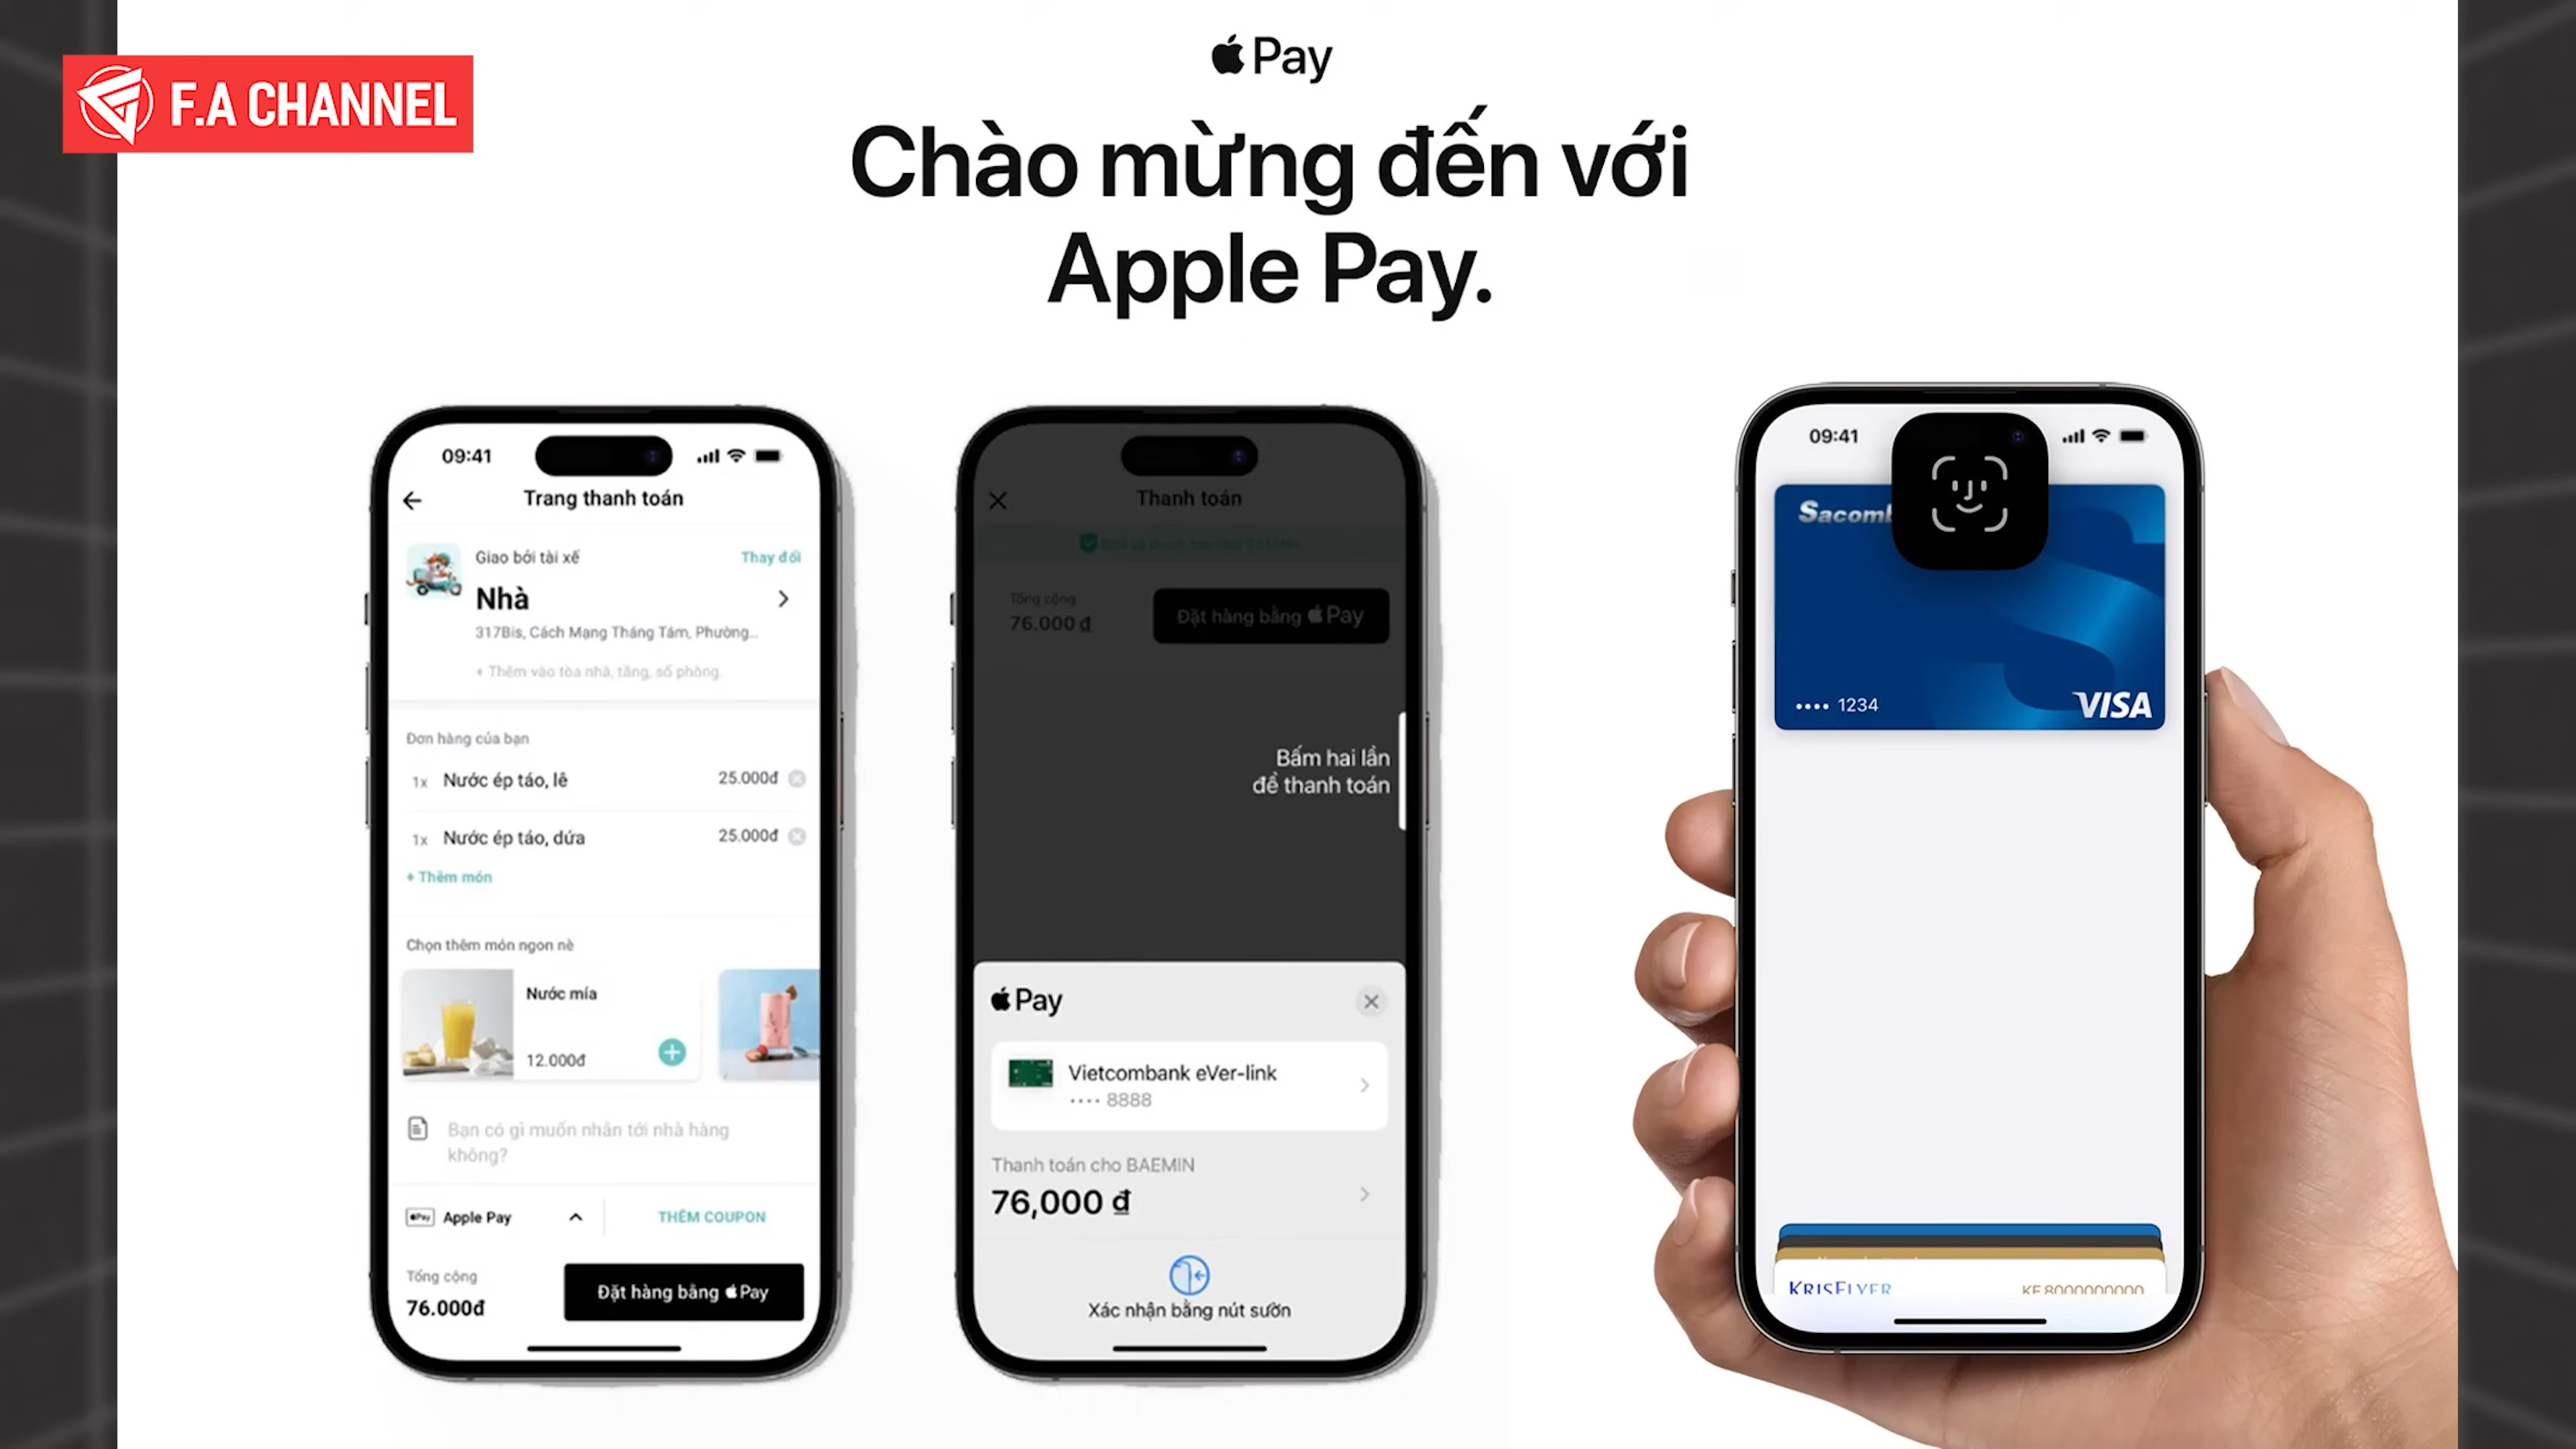 F.A CHANNEL
Pay
Chào mừng đến với
Apple Pay.
09:41
Trang thanh toán
Giao bởi tài xế
Thay đổi
Nhà
317Bis, Cách Mạng Tháng Tám, Phường...
+ Thêm vào tòa nhà, tầng, số phòng.
Đơn hàng của bạn
1x Nước ép táo, lê 25.000đ
1x Nước ép táo, dứa 25.000đ
+ Thêm món
Chọn thêm món ngon nè
Nước mía
12.000đ
Bạn có gì muốn nhắn tới nhà hàng
không?
Pay Apple Pay
THÊM COUPON
Tổng cộng
76.000đ
Đặt hàng bằng Pay
Thanh toán
Tổng cộng
76.000 đ
Đặt hàng bằng Pay
Bấm hai lần
để thanh toán
Pay
Vietcombank eVer-link
•••• 8888
Thanh toán cho BAEMIN
76,000 đ
Xác nhận bằng nút sườn
09:41
Sacomb
•••• 1234
VISA
KRISFLYER
KF 8000000000